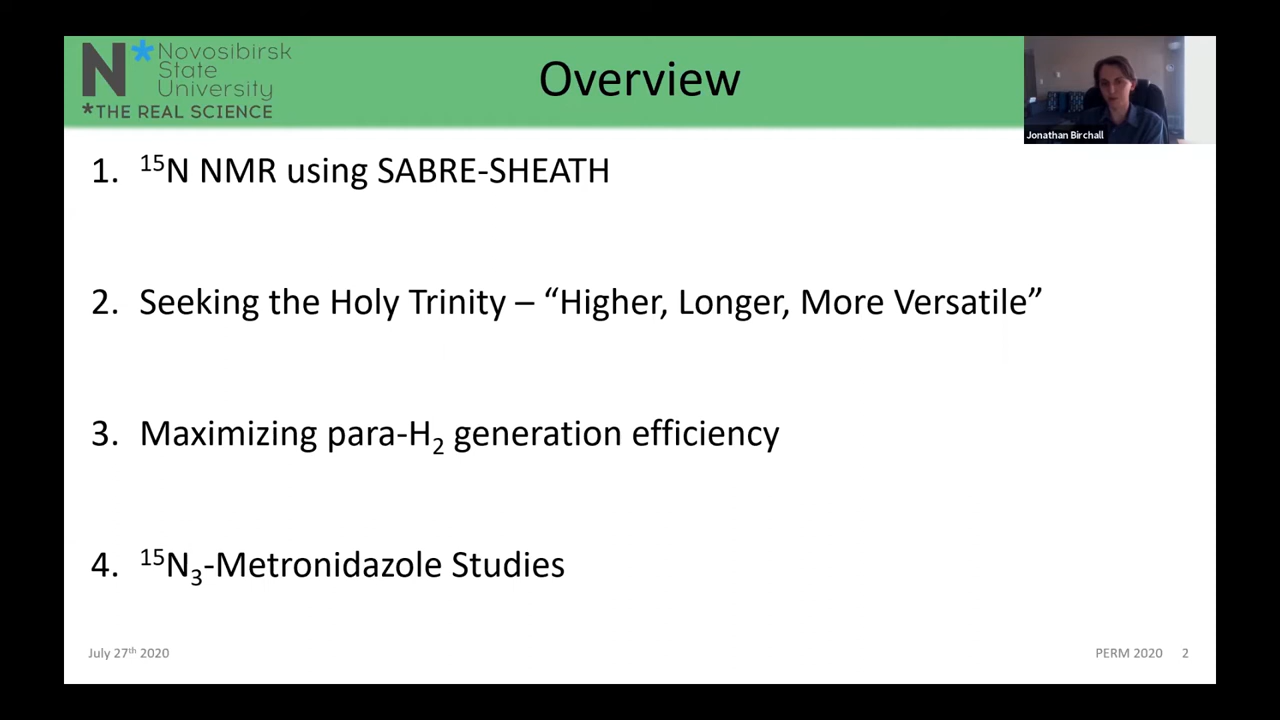 N* Novosibirsk
State
University
*THE REAL SCIENCE
Overview
Jonathan Birchall
1. ¹⁵N NMR using SABRE-SHEATH
2. Seeking the Holy Trinity – “Higher, Longer, More Versatile”
3. Maximizing para-H₂ generation efficiency
4. ¹⁵N₃-Metronidazole Studies
July 27ᵗʰ 2020
PERM 2020 2